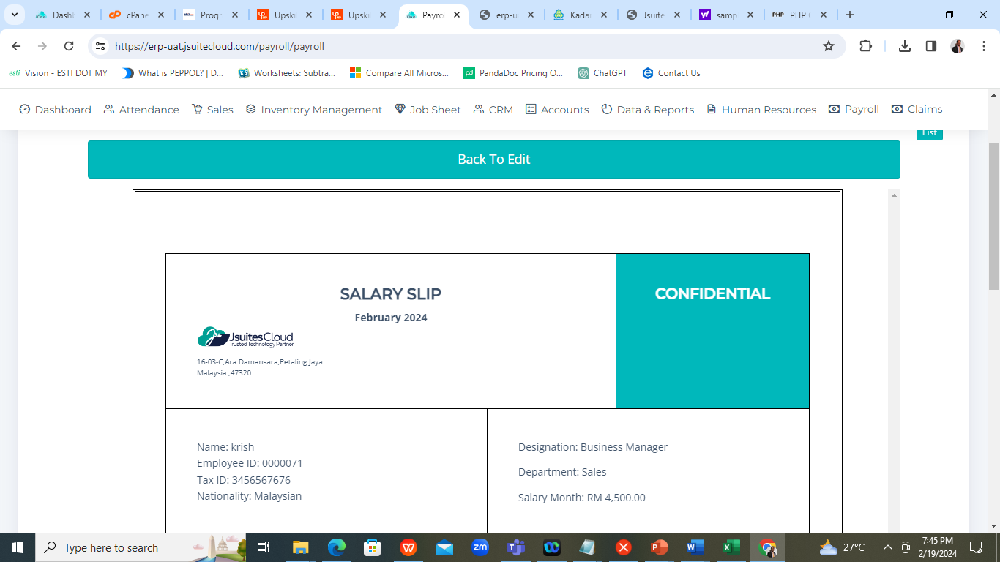 Dashl
cPane
Progr
Upski
Upski
Payro
erp-u
Kadar
Jsuite
samp
PHP
PHP
https://erp-uat.jsuitecloud.com/payroll/payroll
esti Vision - ESTI DOT MY
What is PEPPOL? | D...
Worksheets: Subtra...
Compare All Micros...
pd PandaDoc Pricing O...
ChatGPT
Contact Us
Dashboard
Attendance
Sales
Inventory Management
Job Sheet
CRM
Accounts
Data & Reports
Human Resources
Payroll
Claims
List
Back To Edit
SALARY SLIP
CONFIDENTIAL
February 2024
JsuitesCloud
Trusted Technology Partner
16-03-C,Ara Damansara,Petaling Jaya
Malaysia ,47320
Name: krish
Employee ID: 0000071
Tax ID: 3456567676
Nationality: Malaysian
Designation: Business Manager
Department: Sales
Salary Month: RM 4,500.00
Type here to search
zm
27°C
7:45 PM
2/19/2024